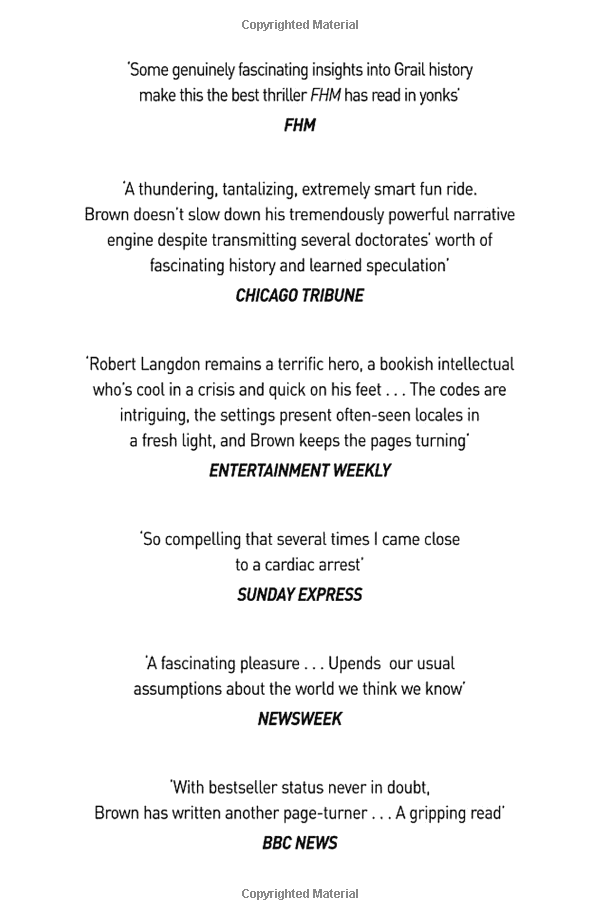 Copyrighted Material
'Some genuinely fascinating insights into Grail history
make this the best thriller FHM has read in yonks'
FHM
'A thundering, tantalizing, extremely smart fun ride.
Brown doesn't slow down his tremendously powerful narrative
engine despite transmitting several doctorates' worth of
fascinating history and learned speculation'
CHICAGO TRIBUNE
'Robert Langdon remains a terrific hero, a bookish intellectual
who's cool in a crisis and quick on his feet . . . The codes are
intriguing, the settings present often-seen locales in
a fresh light, and Brown keeps the pages turning'
ENTERTAINMENT WEEKLY
'So compelling that several times I came close
to a cardiac arrest'
SUNDAY EXPRESS
'A fascinating pleasure . . . Upends our usual
assumptions about the world we think we know'
NEWSWEEK
'With bestseller status never in doubt,
Brown has written another page-turner . . . A gripping read'
BBC NEWS
Copyrighted Material